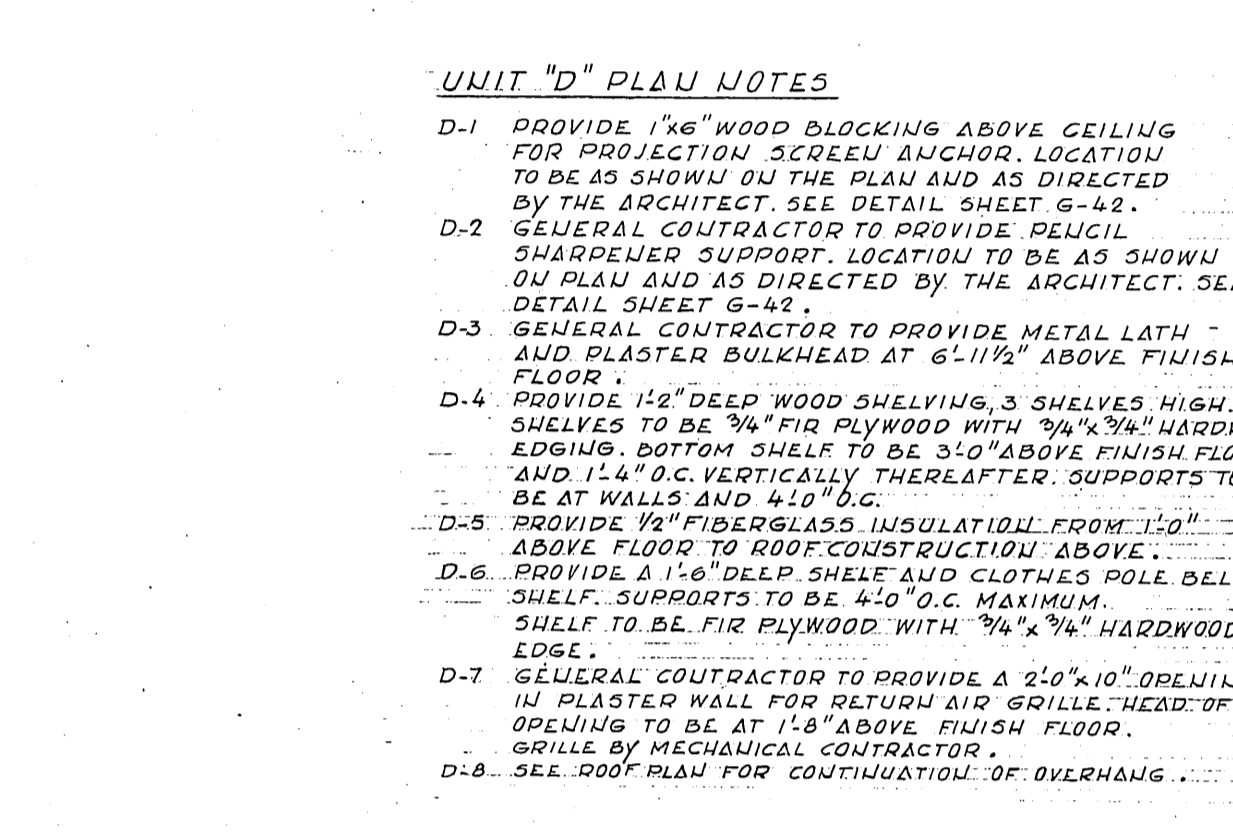 UNIT "D" PLAN NOTES
D-1 PROVIDE 1"x6" WOOD BLOCKING ABOVE CEILING
FOR PROJECTION SCREEN ANCHOR. LOCATION
TO BE AS SHOWN ON THE PLAN AND AS DIRECTED
BY THE ARCHITECT. SEE DETAIL SHEET G-42.
D-2 GENERAL CONTRACTOR TO PROVIDE PENCIL
SHARPENER SUPPORT. LOCATION TO BE AS SHOWN
ON PLAN AND AS DIRECTED BY THE ARCHITECT. SE
DETAIL SHEET G-42.
D-3 GENERAL CONTRACTOR TO PROVIDE METAL LATH
AND PLASTER BULKHEAD AT 6'-11½" ABOVE FINISH
FLOOR.
D-4 PROVIDE 1'-2" DEEP WOOD SHELVING, 3 SHELVES HIGH.
SHELVES TO BE ¾" FIR PLYWOOD WITH ¾"x¾" HARD
EDGING. BOTTOM SHELF TO BE 3'-0" ABOVE FINISH FLO
AND 1'-4" O.C. VERTICALLY THEREAFTER. SUPPORTS TO
BE AT WALLS AND 4'-0" O.C.
D-5 PROVIDE ½" FIBERGLASS INSULATION FROM 1'-0"
ABOVE FLOOR TO ROOF CONSTRUCTION ABOVE.
D-6 PROVIDE A 1'-6" DEEP SHELF AND CLOTHES POLE BEL
SHELF. SUPPORTS TO BE 4'-0" O.C. MAXIMUM.
SHELF TO BE FIR PLYWOOD WITH ¾"x¾" HARDWOOD
EDGE.
D-7 GENERAL CONTRACTOR TO PROVIDE A 2'-0"x10" OPENIN
IN PLASTER WALL FOR RETURN AIR GRILLE. HEAD OF
OPENING TO BE AT 1'-8" ABOVE FINISH FLOOR.
GRILLE BY MECHANICAL CONTRACTOR.
D-8 SEE ROOF PLAN FOR CONTINUATION OF OVERHANG.